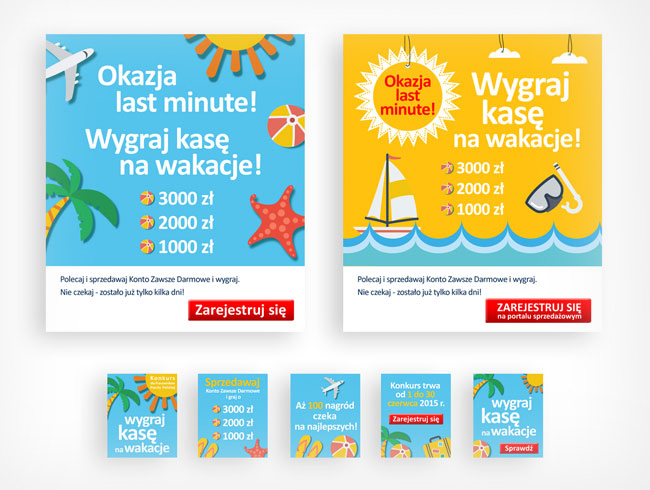 Okazja
last minute!
Wygraj kasę
na wakacje!
3000 zł
2000 zł
1000 zł
Polecaj i sprzedawaj Konto Zawsze Darmowe i wygraj.
Nie czekaj - zostało już tylko kilka dni!
Zarejestruj się
Okazja
last
minute!
Wygraj
kasę
na wakacje!
3000 zł
2000 zł
1000 zł
Polecaj i sprzedawaj Konto Zawsze Darmowe i wygraj.
Nie czekaj - zostało już tylko kilka dni!
ZAREJESTRUJ SIĘ
na portalu sprzedażowym
Konkurs
wygraj
kasę
na wakacje
Sprzedawaj
Konto Zawsze Darmowe
i graj o
3000 zł
2000 zł
1000 zł
Aż 100 nagród
czeka
na najlepszych!
Konkurs trwa
od 1 do 30
czerwca 2015 r.
Zarejestruj się
wygraj
kasę
na wakacje
Sprawdź